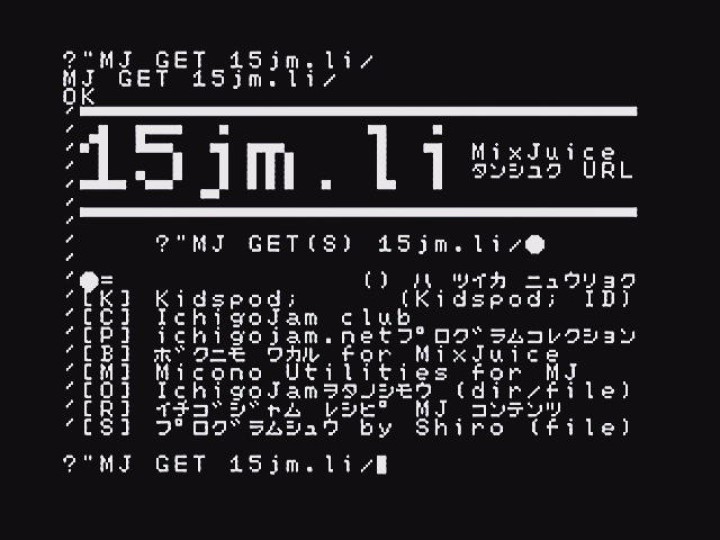 ?"MJ GET 15jm.li/
MJ GET 15jm.li/
OK
'
' 15jm.li MixJuice
' タンシュク URL
'
' ?"MJ GET(S) 15jm.li/●
'
'●= () ハ ツイカ ニュウリョク
'[K] Kidspod; (Kidspod; ID)
'[C] IchigoJam club
'[P] ichigojam.netプログラムコレクション
'[B] ボクニモ ワカル for MixJuice
'[M] Micono Utilities for MJ
'[O] IchigoJamヲタノシモウ (dir/file)
'[R] イチゴジャム レシピ MJ コンテンツ
'[S] プログラムシュウ by Shiro (file)
?"MJ GET 15jm.li/